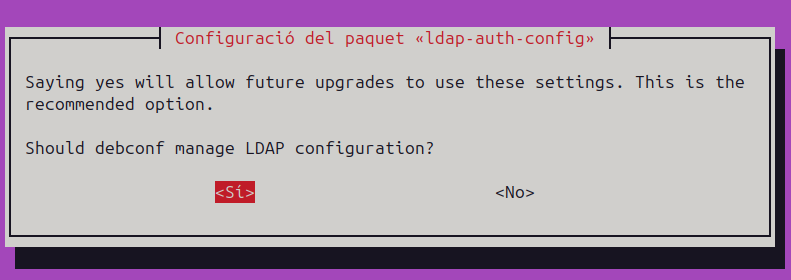 Configuració del paquet «ldap-auth-config»
Saying yes will allow future upgrades to use these settings. This is the
recommended option.
Should debconf manage LDAP configuration?
<Sí> <No>